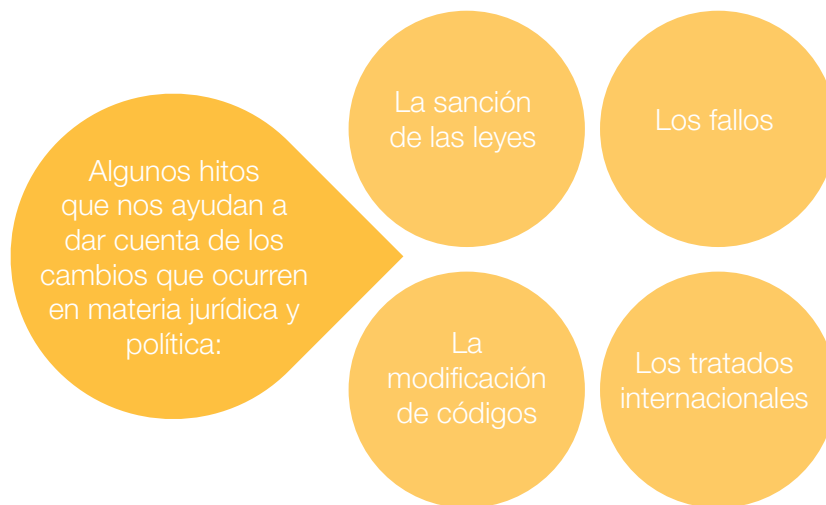 Algunos hitos
que nos ayudan a
dar cuenta de los
cambios que ocurren
en materia jurídica y
política:
La sanción
de las leyes
Los fallos
La
modificación
de códigos
Los tratados
internacionales